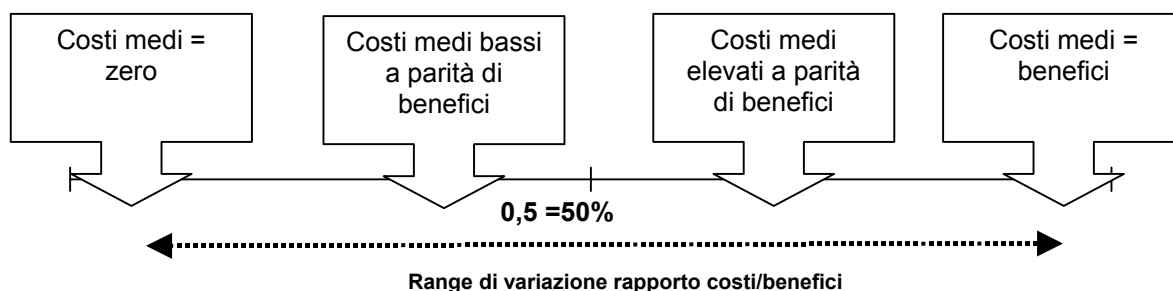 Costi medi =
zero
Costi medi bassi
a parità di
benefici
Costi medi
elevati a parità
di benefici
Costi medi =
benefici
0,5 =50%
Range di variazione rapporto costi/benefici